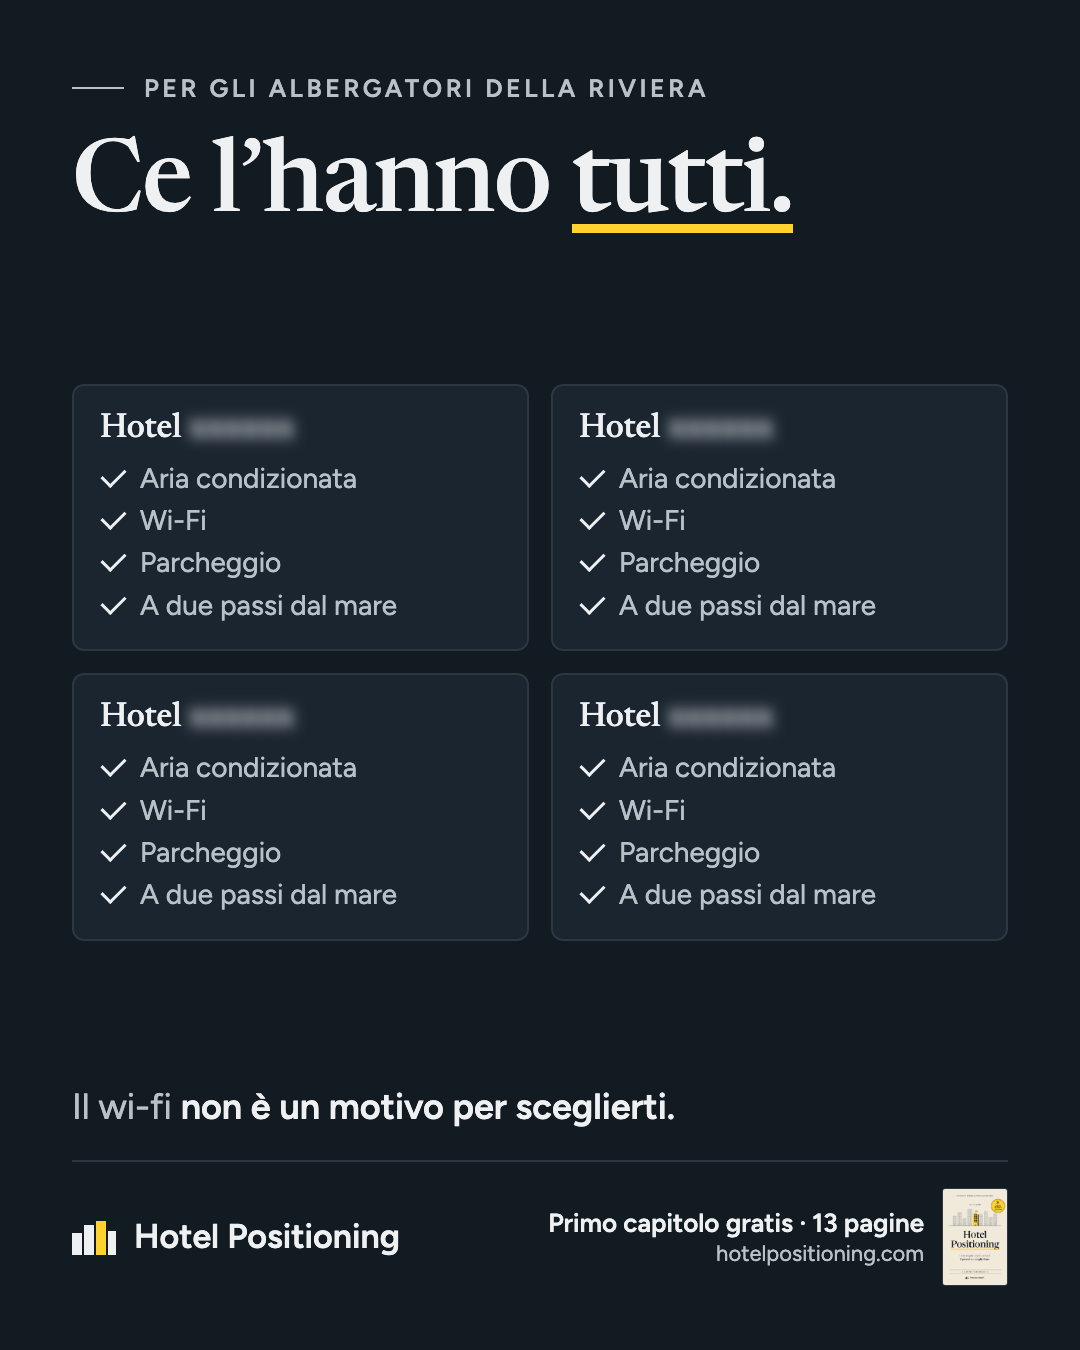 PER GLI ALBERGATORI DELLA RIVIERA
Ce l’hanno tutti.
Hotel
Aria condizionata
Wi-Fi
Parcheggio
A due passi dal mare
Hotel
Aria condizionata
Wi-Fi
Parcheggio
A due passi dal mare
Hotel
Aria condizionata
Wi-Fi
Parcheggio
A due passi dal mare
Hotel
Aria condizionata
Wi-Fi
Parcheggio
A due passi dal mare
Il wi-fi non è un motivo per sceglierti.
Hotel Positioning
Primo capitolo gratis · 13 pagine
hotelpositioning.com
Hotel
Positioning